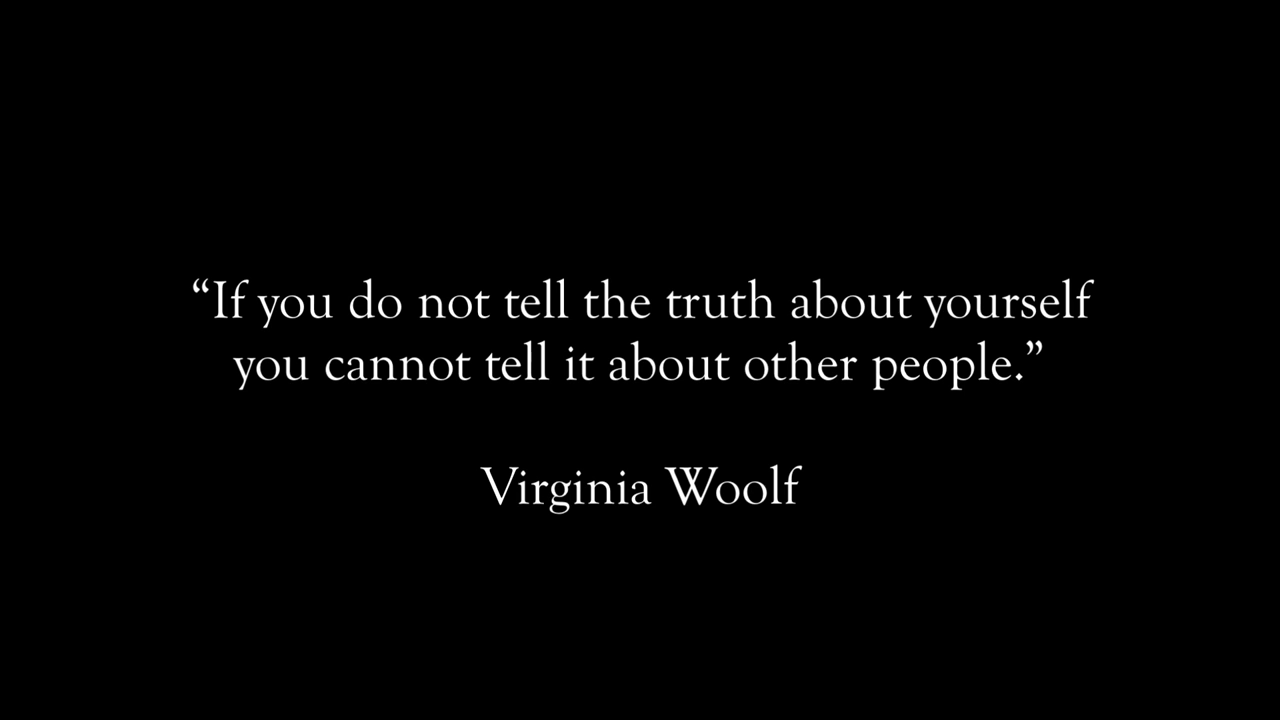 “If you do not tell the truth about yourself
you cannot tell it about other people.”
Virginia Woolf